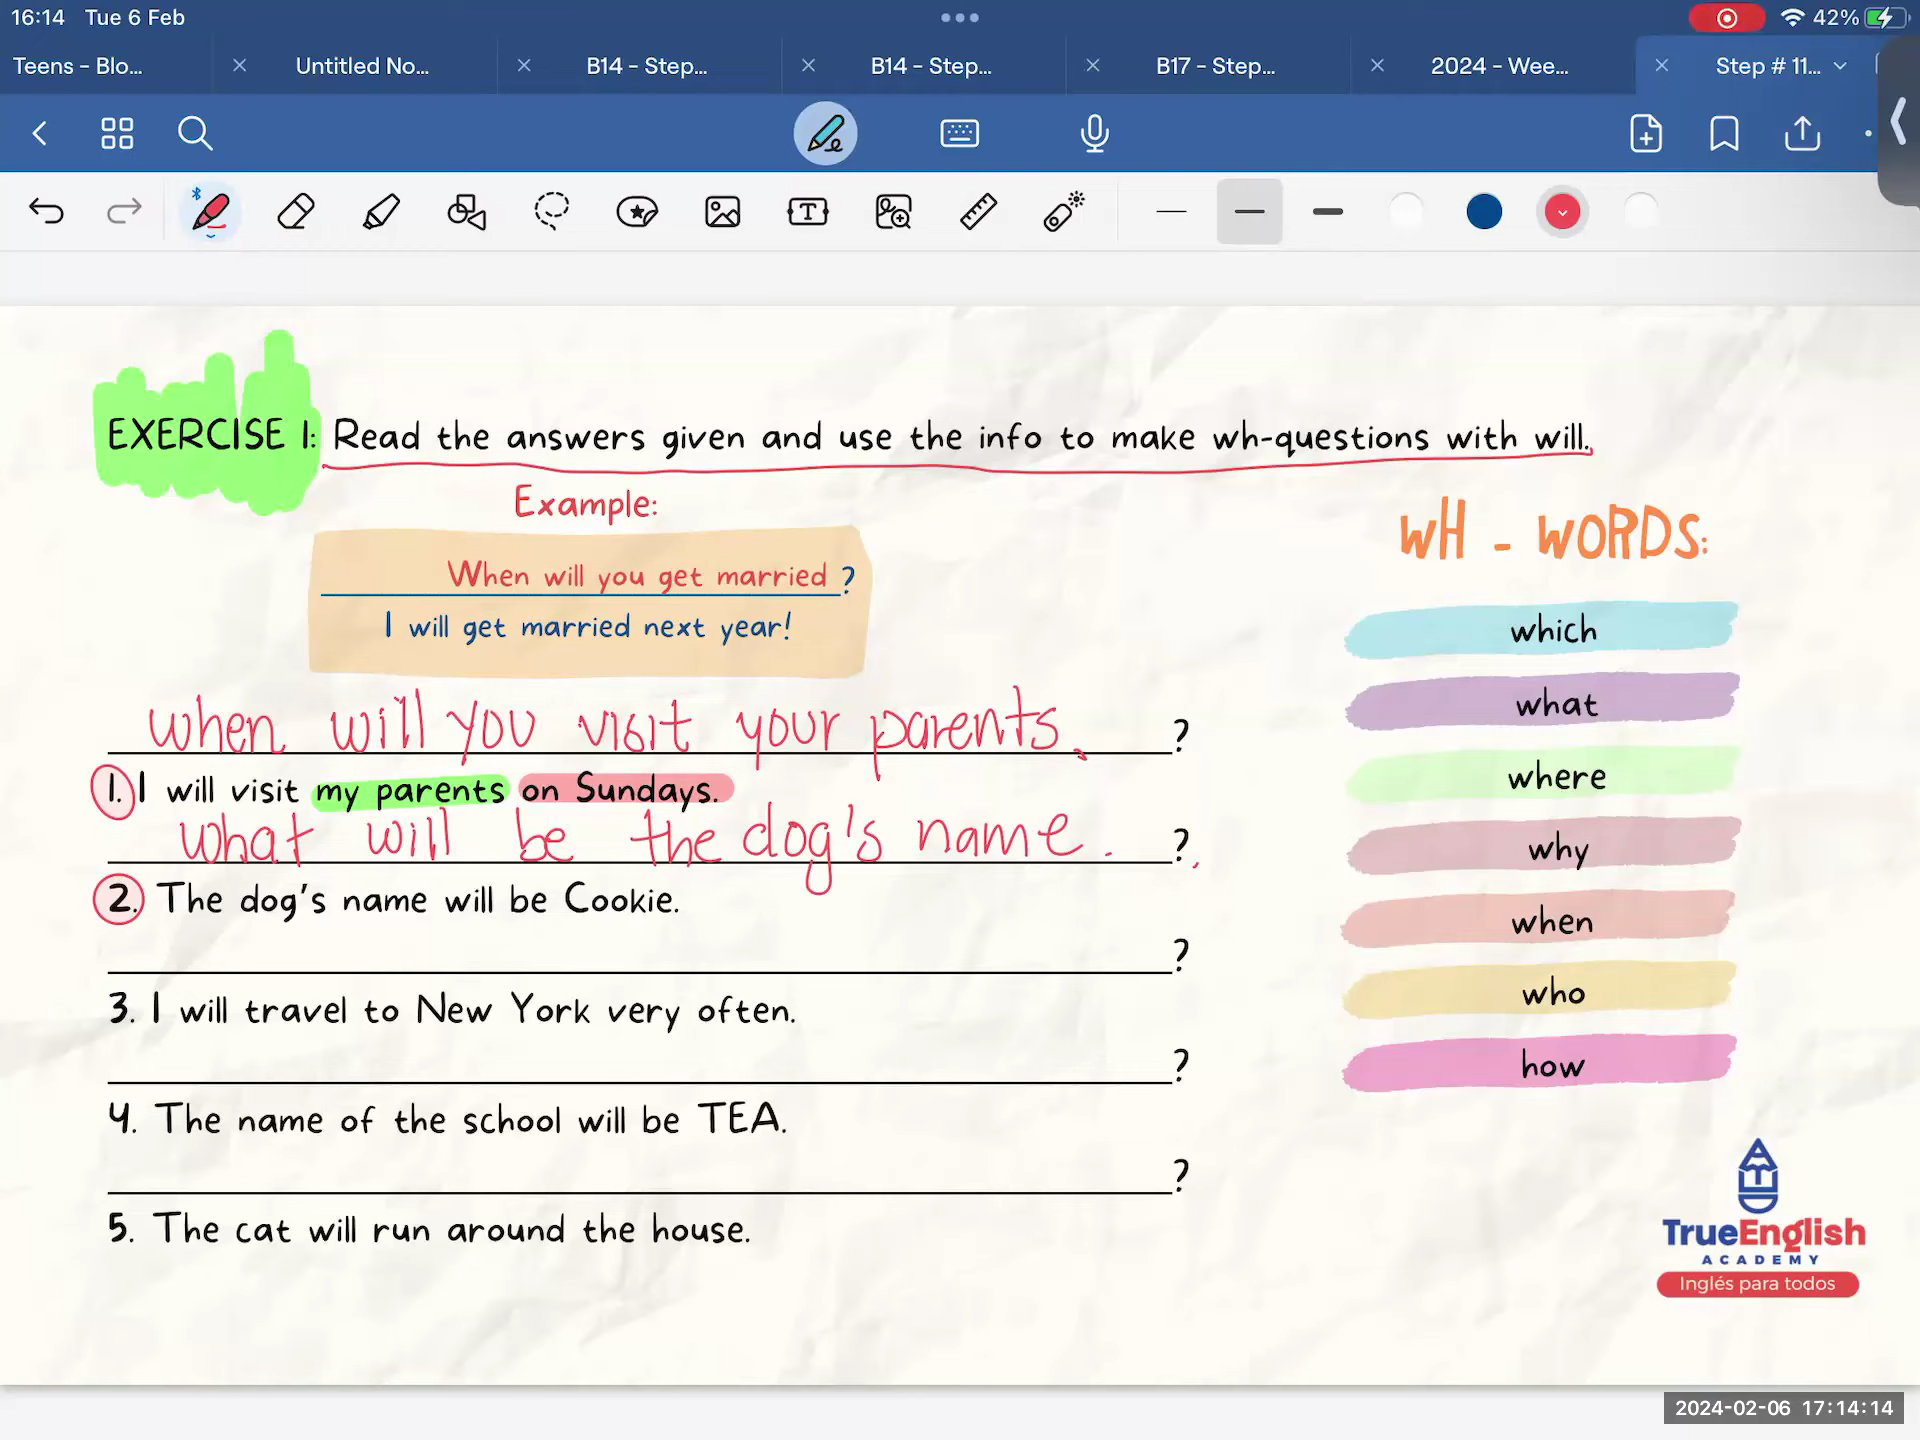 16:14 Tue 6 Feb
42%
Teens – Blo...
Untitled No...
B14 – Step...
B14 – Step...
B17 – Step...
2024 – Wee...
Step # 11...
EXERCISE 1: Read the answers given and use the info to make wh-questions with will.
Example:
When will you get married ?
I will get married next year!
when will you visit your parents. ?
1. I will visit my parents on Sundays.
what will be the dog's name. ?
2. The dog's name will be Cookie.
?
3. I will travel to New York very often.
?
4. The name of the school will be TEA.
?
5. The cat will run around the house.
WH - WORDS:
which
what
where
why
when
who
how
TrueEnglish
ACADEMY
Inglés para todos
2024-02-06 17:14:14